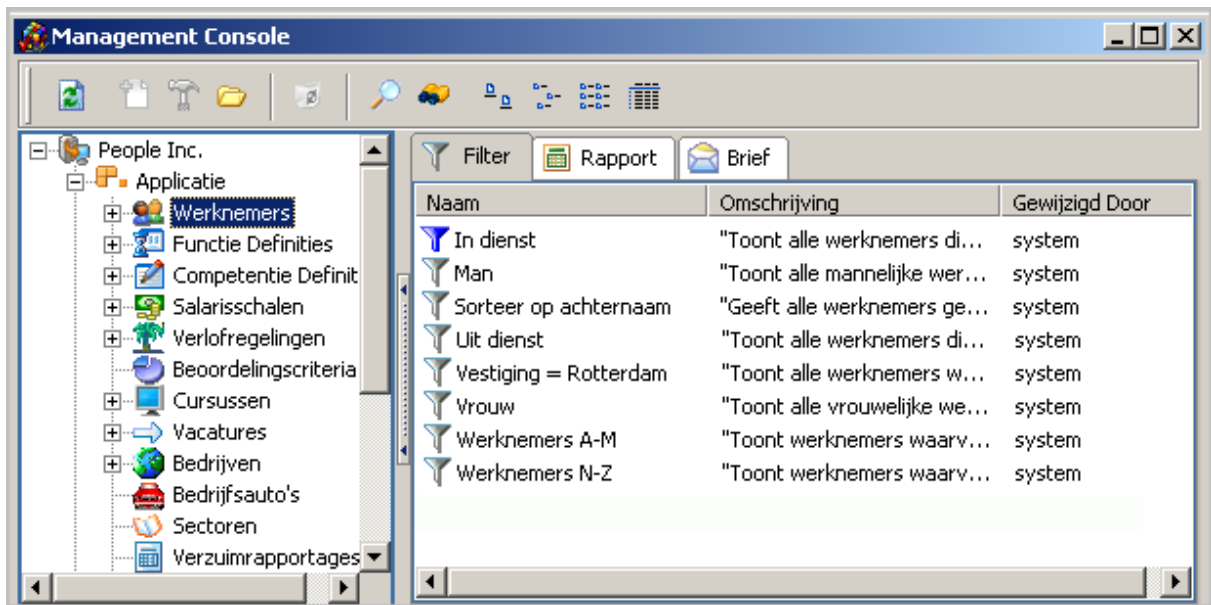 Management Console
People Inc.
Applicatie
Werknemers
Functie Definities
Competentie Definit
Salarisschalen
Verlofregelingen
Beoordelingscriteria
Cursussen
Vacatures
Bedrijven
Bedrijfsauto's
Sectoren
Verzuimrapportages
Filter Rapport Brief
Naam Omschrijving Gewijzigd Door
In dienst "Toont alle werknemers di... system
Man "Toont alle mannelijke wer... system
Sorteer op achternaam "Geeft alle werknemers ge... system
Uit dienst "Toont alle werknemers di... system
Vestiging = Rotterdam "Toont alle werknemers w... system
Vrouw "Toont alle vrouwelijke we... system
Werknemers A-M "Toont werknemers waarv... system
Werknemers N-Z "Toont werknemers waarv... system